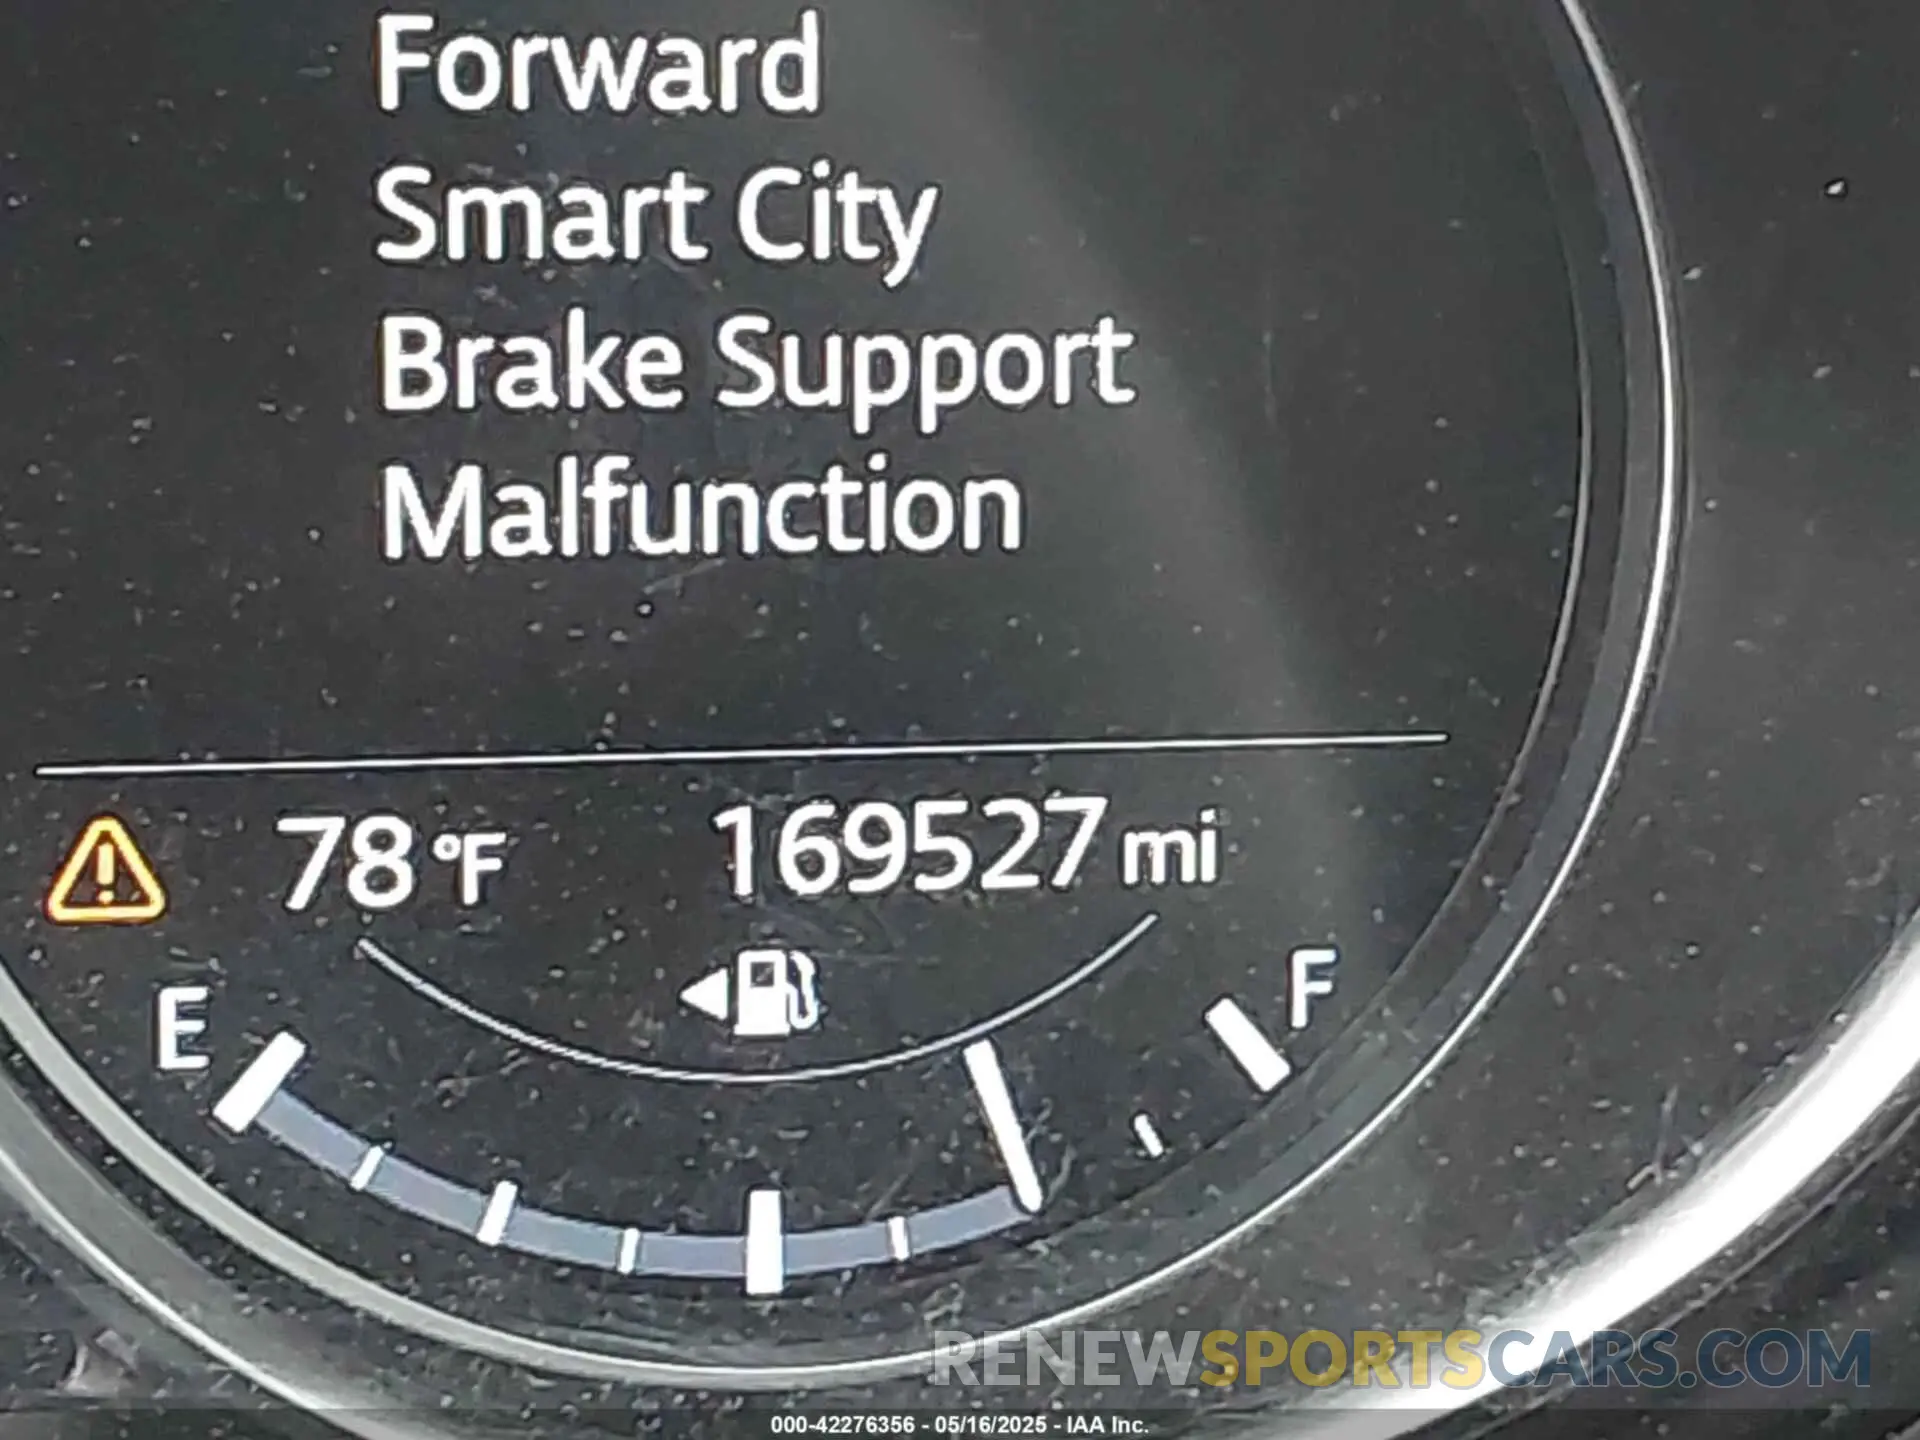 Forward
Smart City
Brake Support
Malfunction
78 °F 169527 mi
E F
RENEWSPORTSCARS.COM
000-42276356 - 05/16/2025 - IAA Inc.